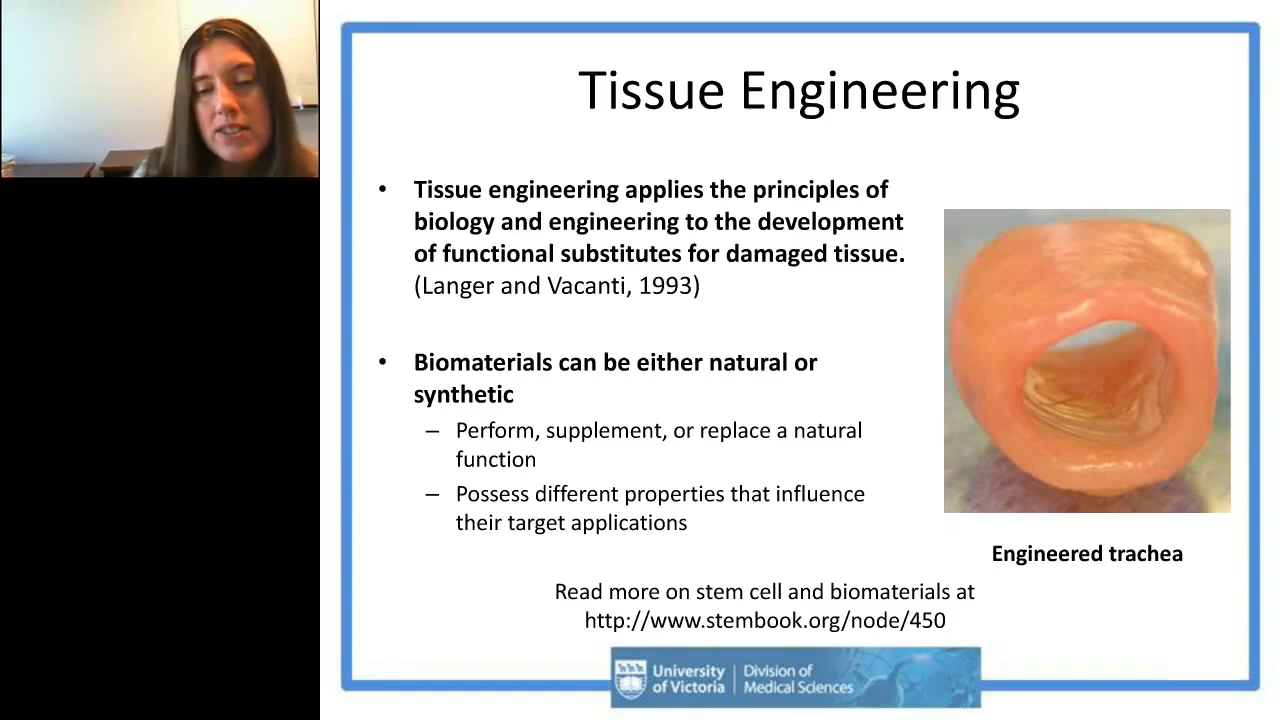 Tissue Engineering
• Tissue engineering applies the principles of
biology and engineering to the development
of functional substitutes for damaged tissue.
(Langer and Vacanti, 1993)
• Biomaterials can be either natural or
synthetic
– Perform, supplement, or replace a natural
function
– Possess different properties that influence
their target applications
Engineered trachea
Read more on stem cell and biomaterials at
http://www.stembook.org/node/450
University
of Victoria
Division of
Medical Sciences